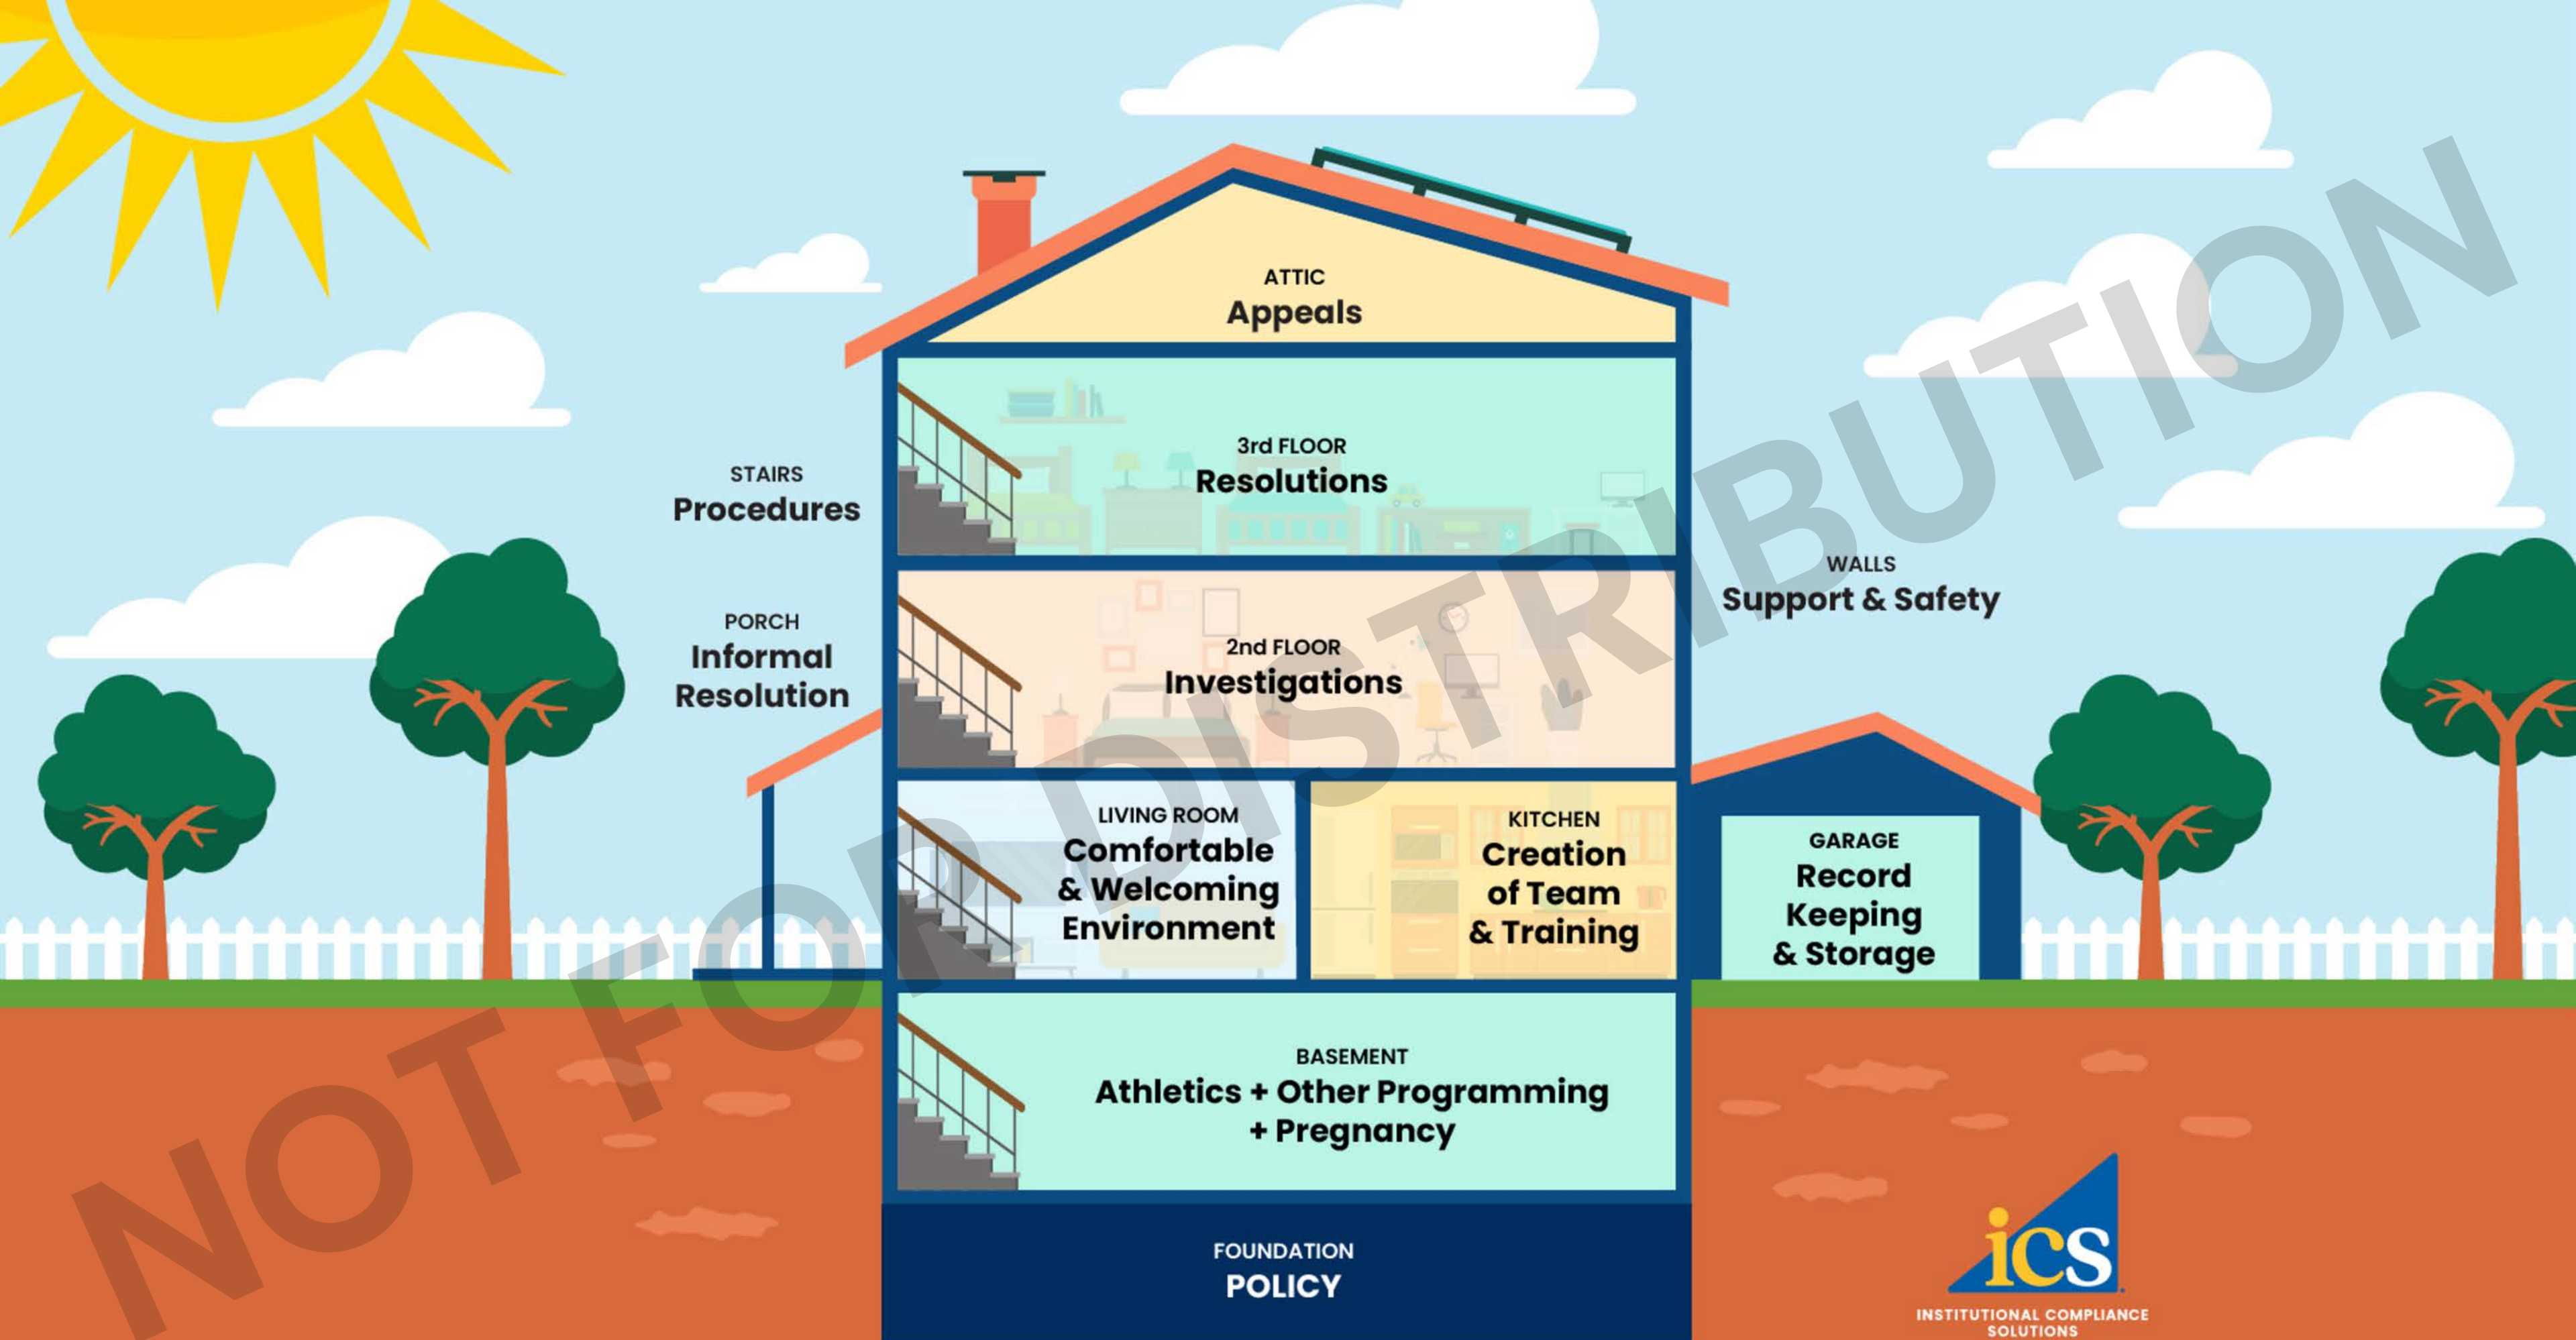 ATTIC
Appeals
3rd FLOOR
Resolutions
STAIRS
Procedures
WALLS
Support & Safety
PORCH
Informal
Resolution
2nd FLOOR
Investigations
LIVING ROOM
Comfortable
& Welcoming
Environment
KITCHEN
Creation
of Team
& Training
GARAGE
Record
Keeping
& Storage
BASEMENT
Athletics + Other Programming
+ Pregnancy
FOUNDATION
POLICY
ics
INSTITUTIONAL COMPLIANCE
SOLUTIONS
NOT FOR DISTRIBUTION